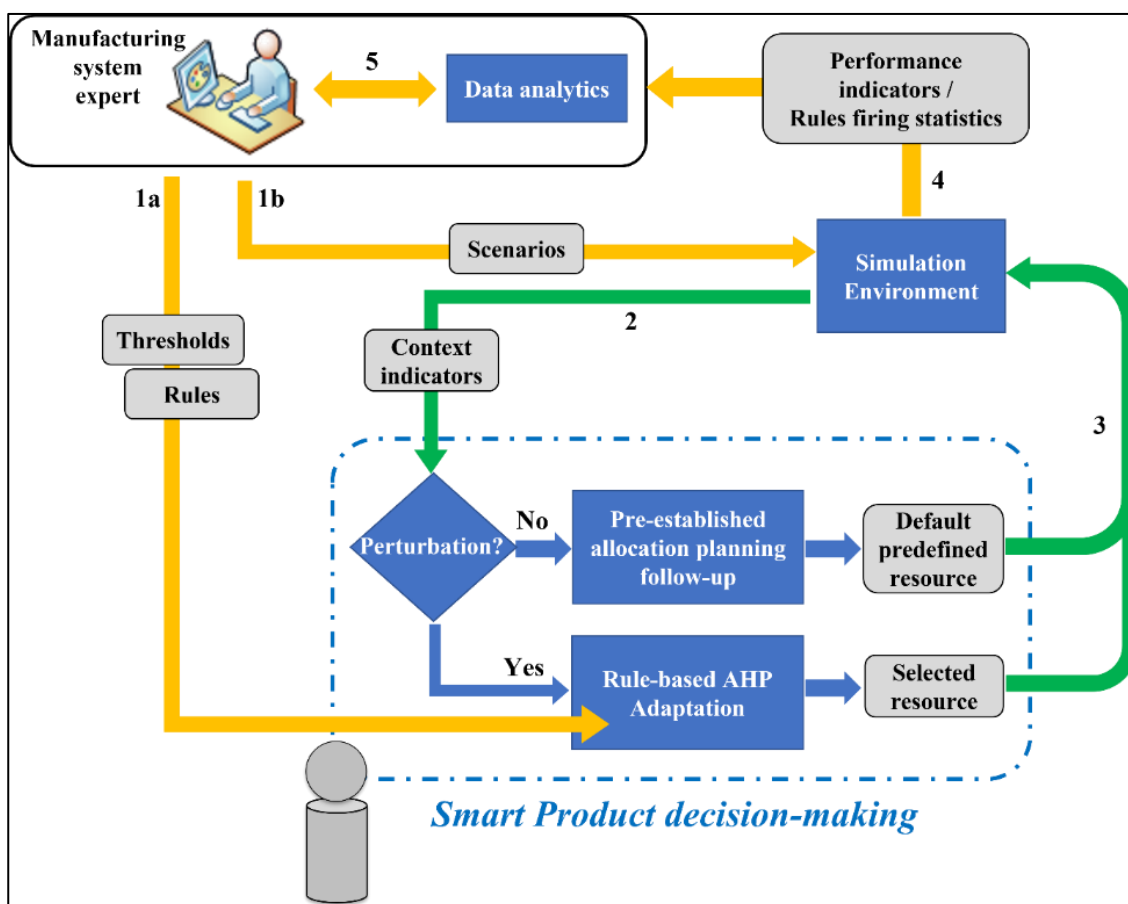 Manufacturing
system
expert
5
Data analytics
Performance
indicators /
Rules firing statistics
1a
1b
4
Scenarios
Simulation
Environment
2
Thresholds
Rules
Context
indicators
3
Perturbation?
No
Pre-established
allocation planning
follow-up
Default
predefined
resource
Yes
Rule-based AHP
Adaptation
Selected
resource
Smart Product decision-making